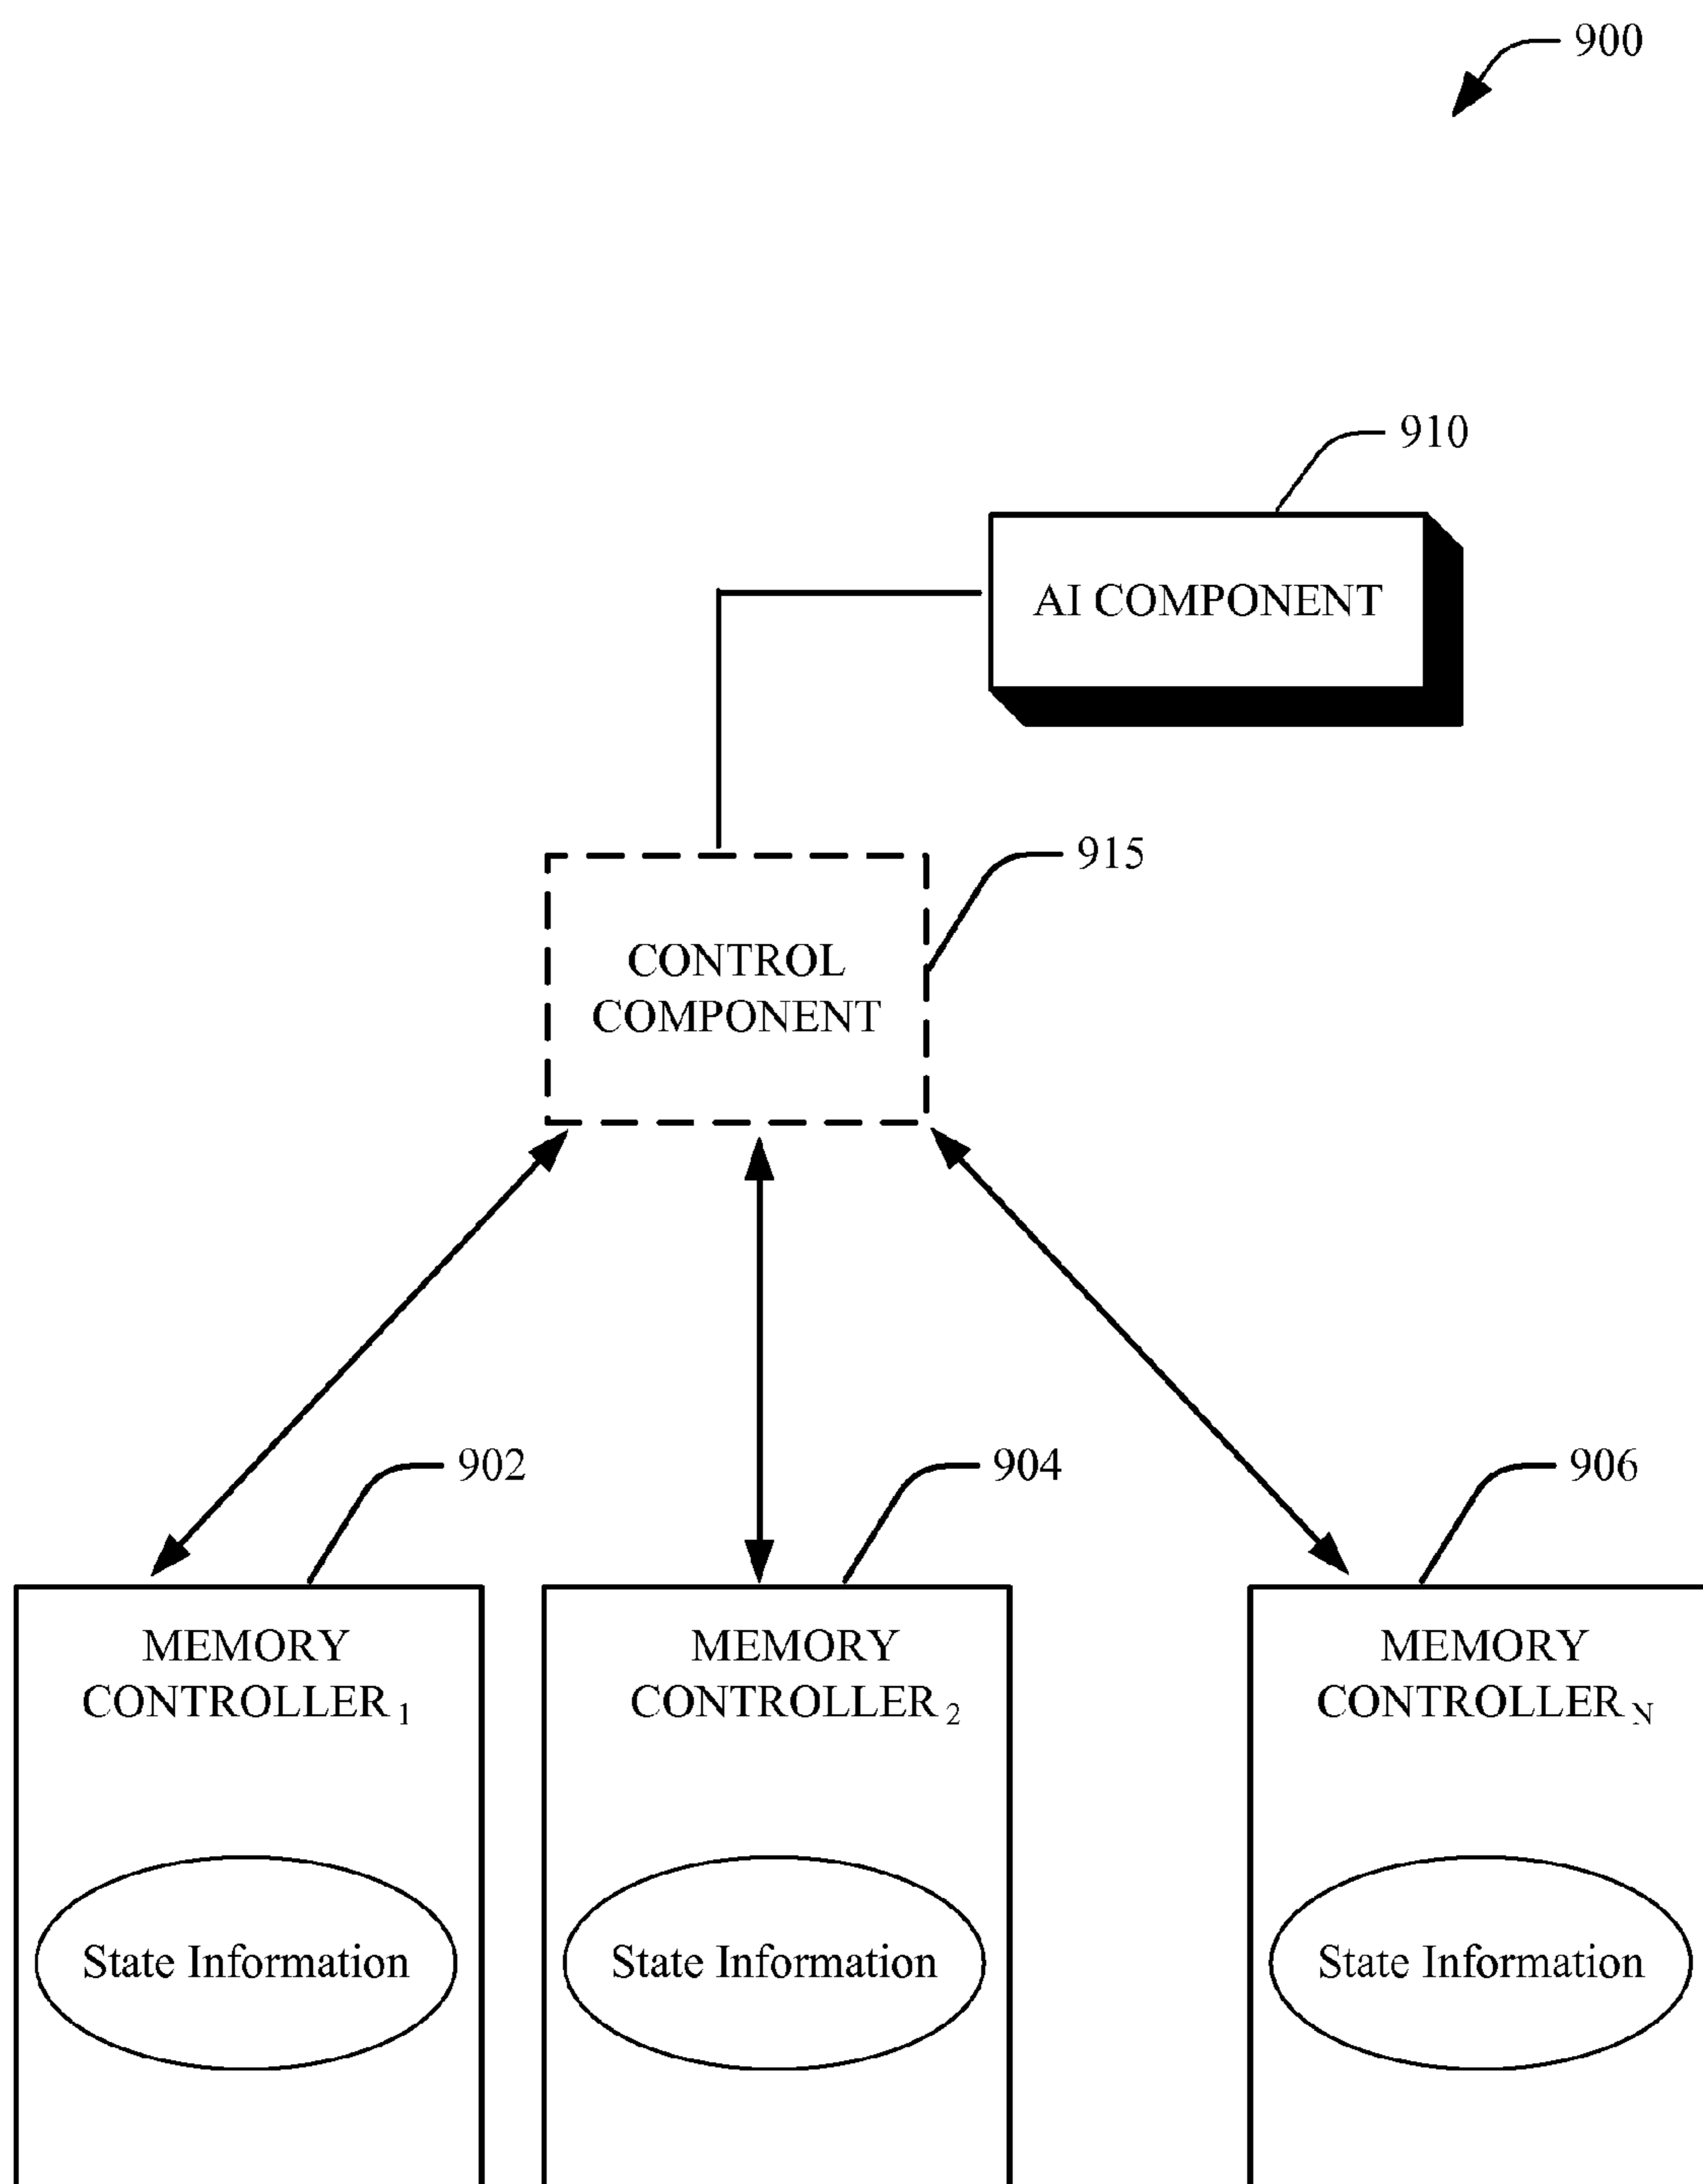 900
910
AI COMPONENT
915
CONTROL
COMPONENT
902
904
906
MEMORY
CONTROLLER 1
MEMORY
CONTROLLER 2
MEMORY
CONTROLLER N
State Information
State Information
State Information